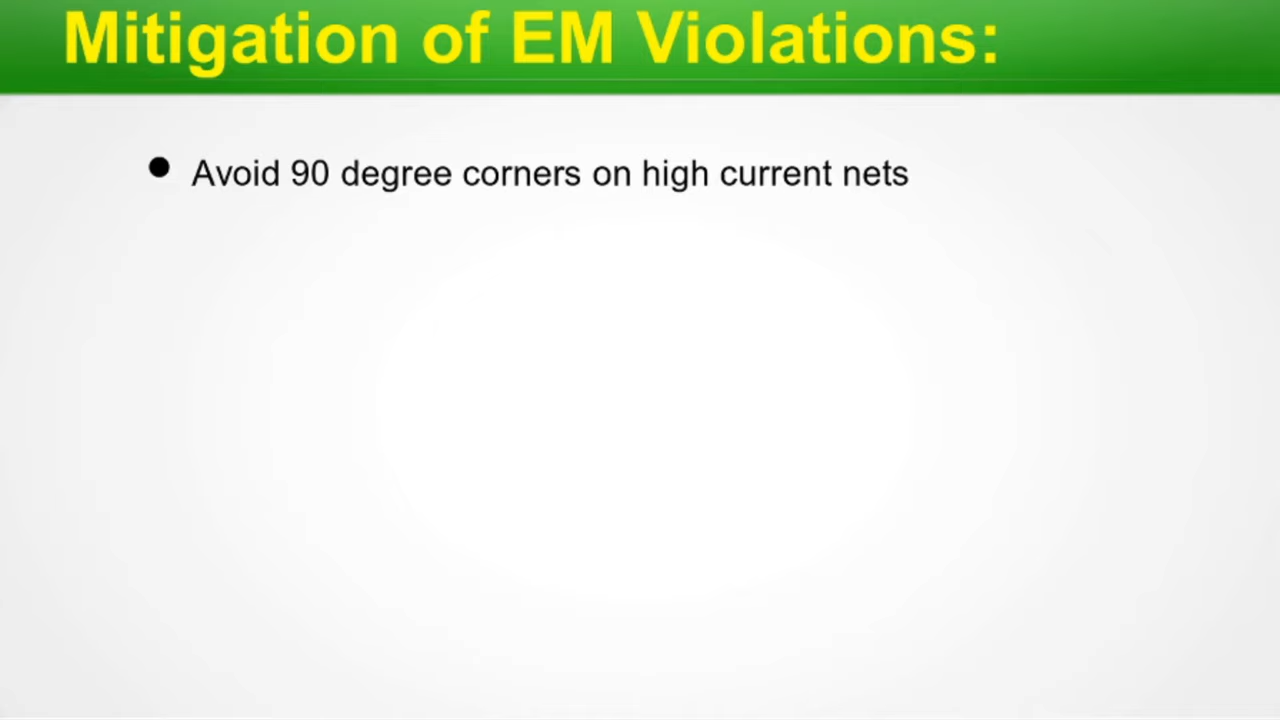 Mitigation of EM Violations:
• Avoid 90 degree corners on high current nets